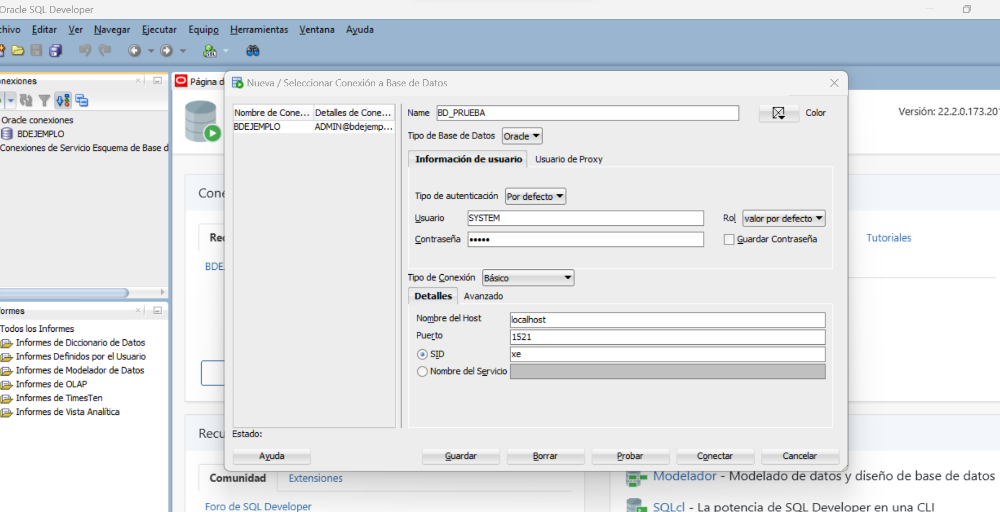 Oracle SQL Developer
chivo Editar Ver Navegar Ejecutar Equipo Herramientas Ventana Ayuda
onexiones
Oracle conexiones
BDEJEMPLO
Conexiones de Servicio Esquema de Base d
ormes
Todos los Informes
Informes de Diccionario de Datos
Informes Definidos por el Usuario
Informes de Modelador de Datos
Informes de OLAP
Informes de TimesTen
Informes de Vista Analítica
Página d
Versión: 22.2.0.173.201
Cone
Rec
BDE
Tutoriales
Nueva / Seleccionar Conexión a Base de Datos
Nombre de Cone... Detalles de Cone...
BDEJEMPLO ADMIN@bdejemp...
Name BD_PRUEBA Color
Tipo de Base de Datos Oracle
Información de usuario Usuario de Proxy
Tipo de autenticación Por defecto
Usuario SYSTEM Rol valor por defecto
Contraseña ••••• Guardar Contraseña
Tipo de Conexión Básico
Detalles Avanzado
Nombre del Host localhost
Puerto 1521
SID xe
Nombre del Servicio
Estado:
Ayuda Guardar Borrar Probar Conectar Cancelar
Recu
Comunidad Extensiones
Foro de SQL Developer
Modelador - Modelado de datos y diseño de base de datos
SQLcl - La potencia de SQL Developer en una CLI